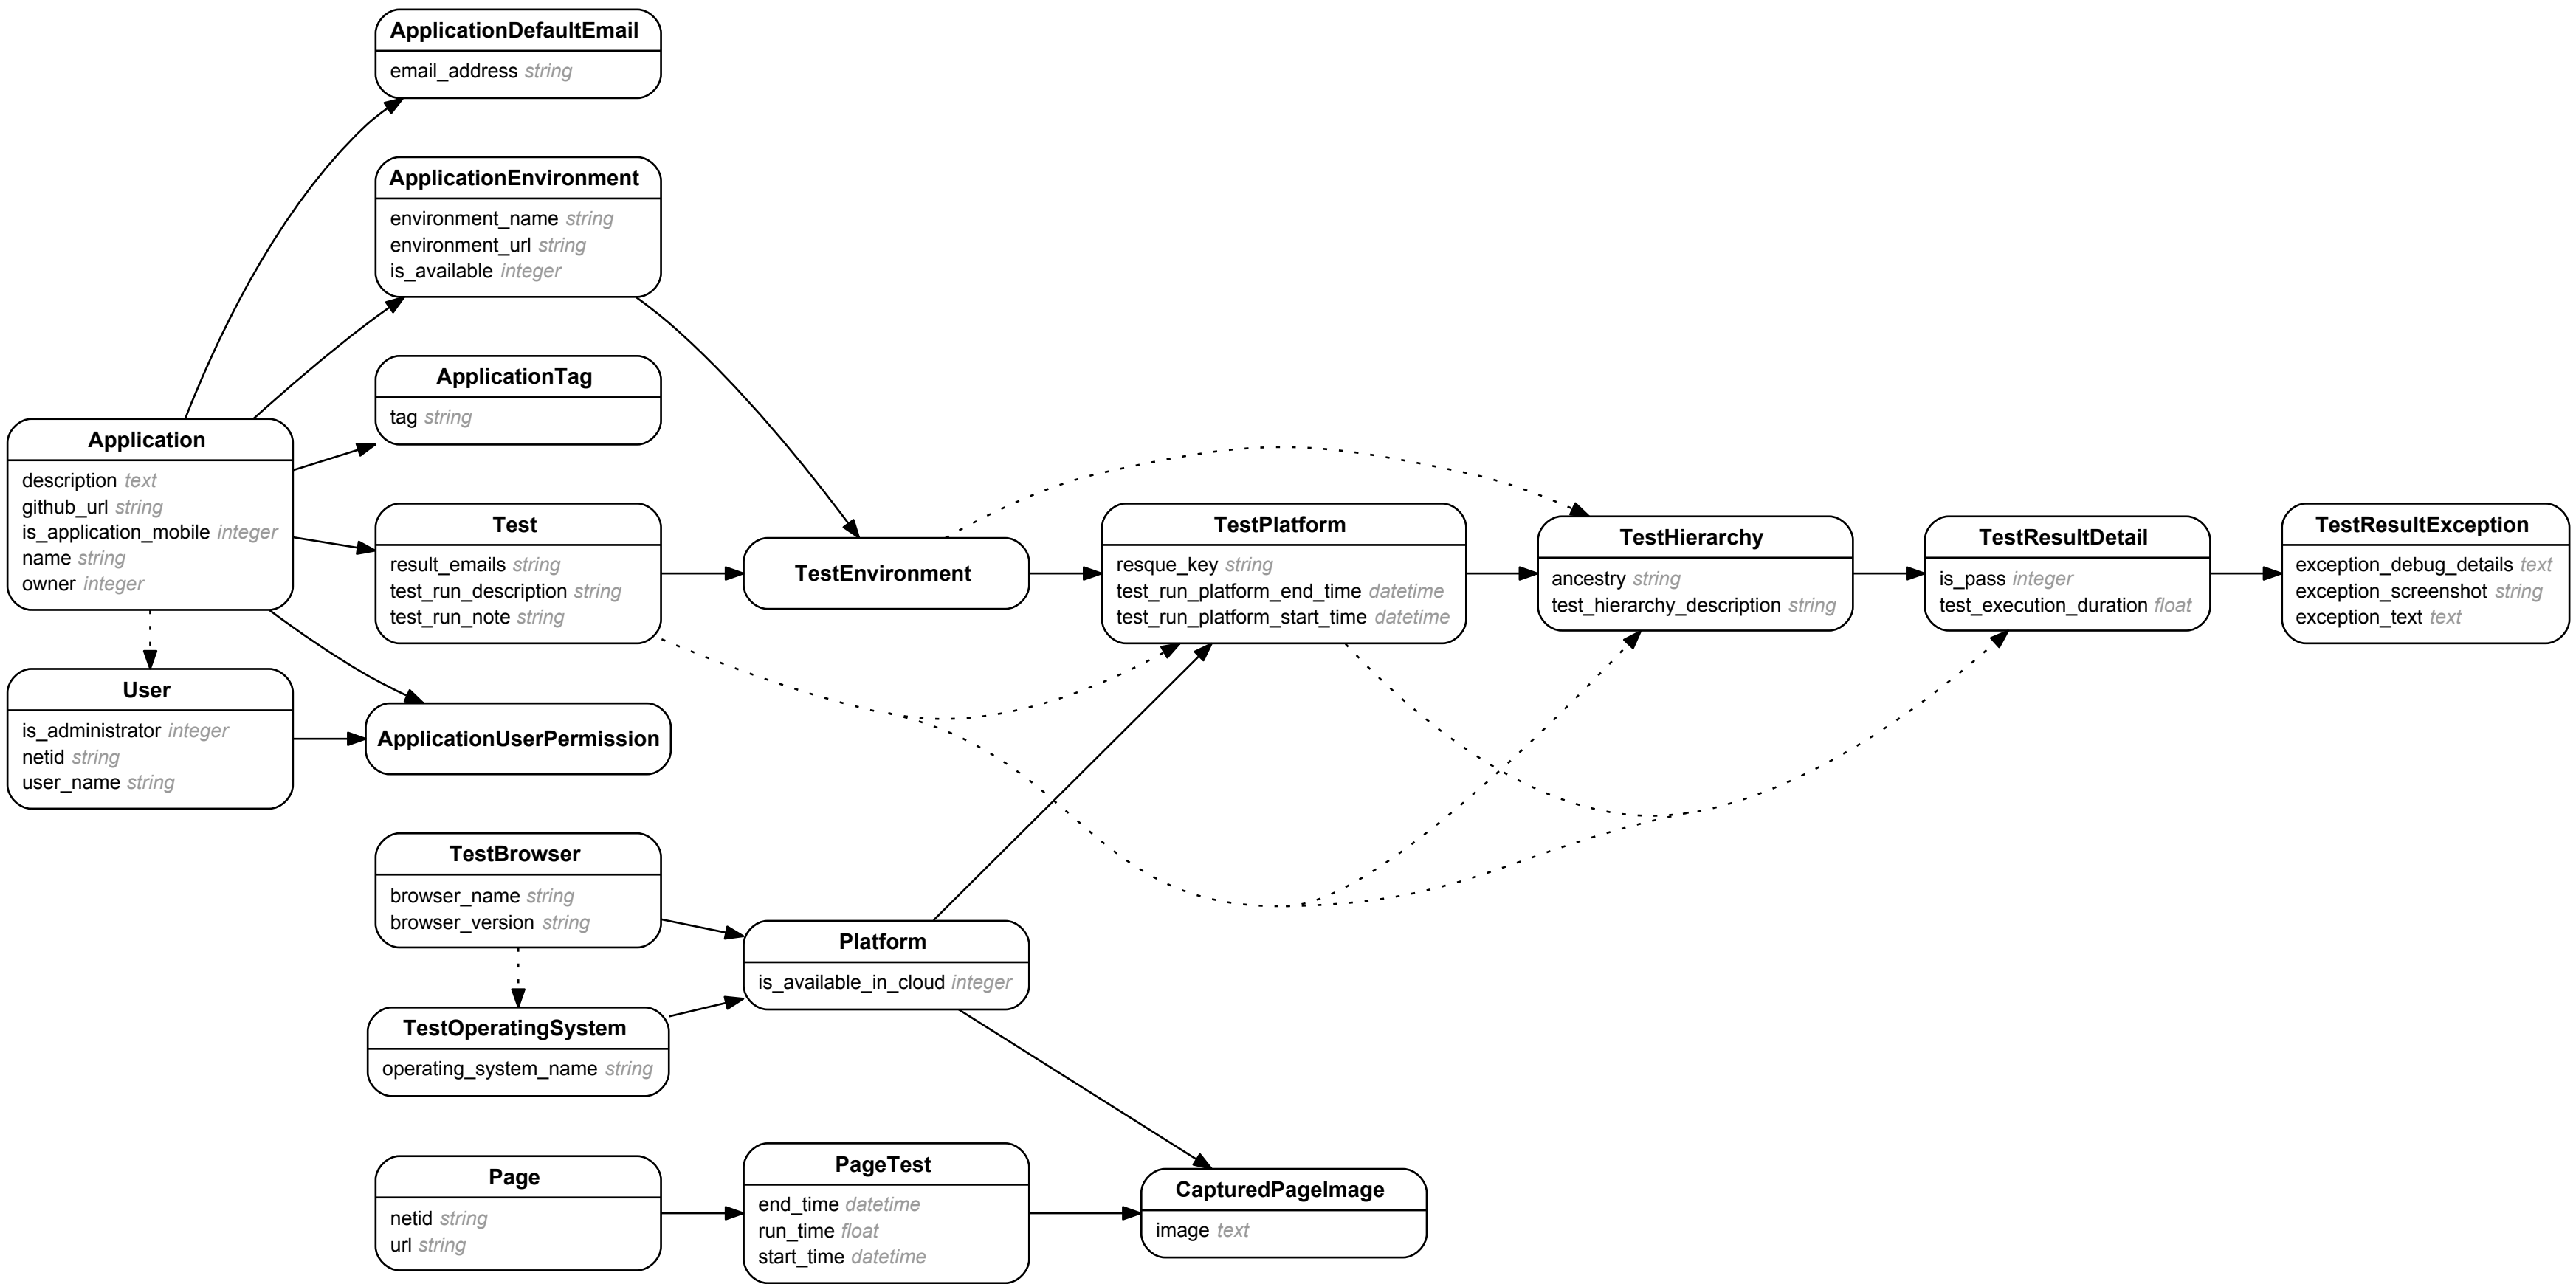 ApplicationDefaultEmail
email_address string
ApplicationEnvironment
environment_name string
environment_url string
is_available integer
ApplicationTag
tag string
Application
description text
github_url string
is_application_mobile integer
name string
owner integer
Test
result_emails string
test_run_description string
test_run_note string
TestEnvironment
TestPlatform
resque_key string
test_run_platform_end_time datetime
test_run_platform_start_time datetime
TestHierarchy
ancestry string
test_hierarchy_description string
TestResultDetail
is_pass integer
test_execution_duration float
TestResultException
exception_debug_details text
exception_screenshot string
exception_text text
User
is_administrator integer
netid string
user_name string
ApplicationUserPermission
TestBrowser
browser_name string
browser_version string
Platform
is_available_in_cloud integer
TestOperatingSystem
operating_system_name string
Page
netid string
url string
PageTest
end_time datetime
run_time float
start_time datetime
CapturedPageImage
image text